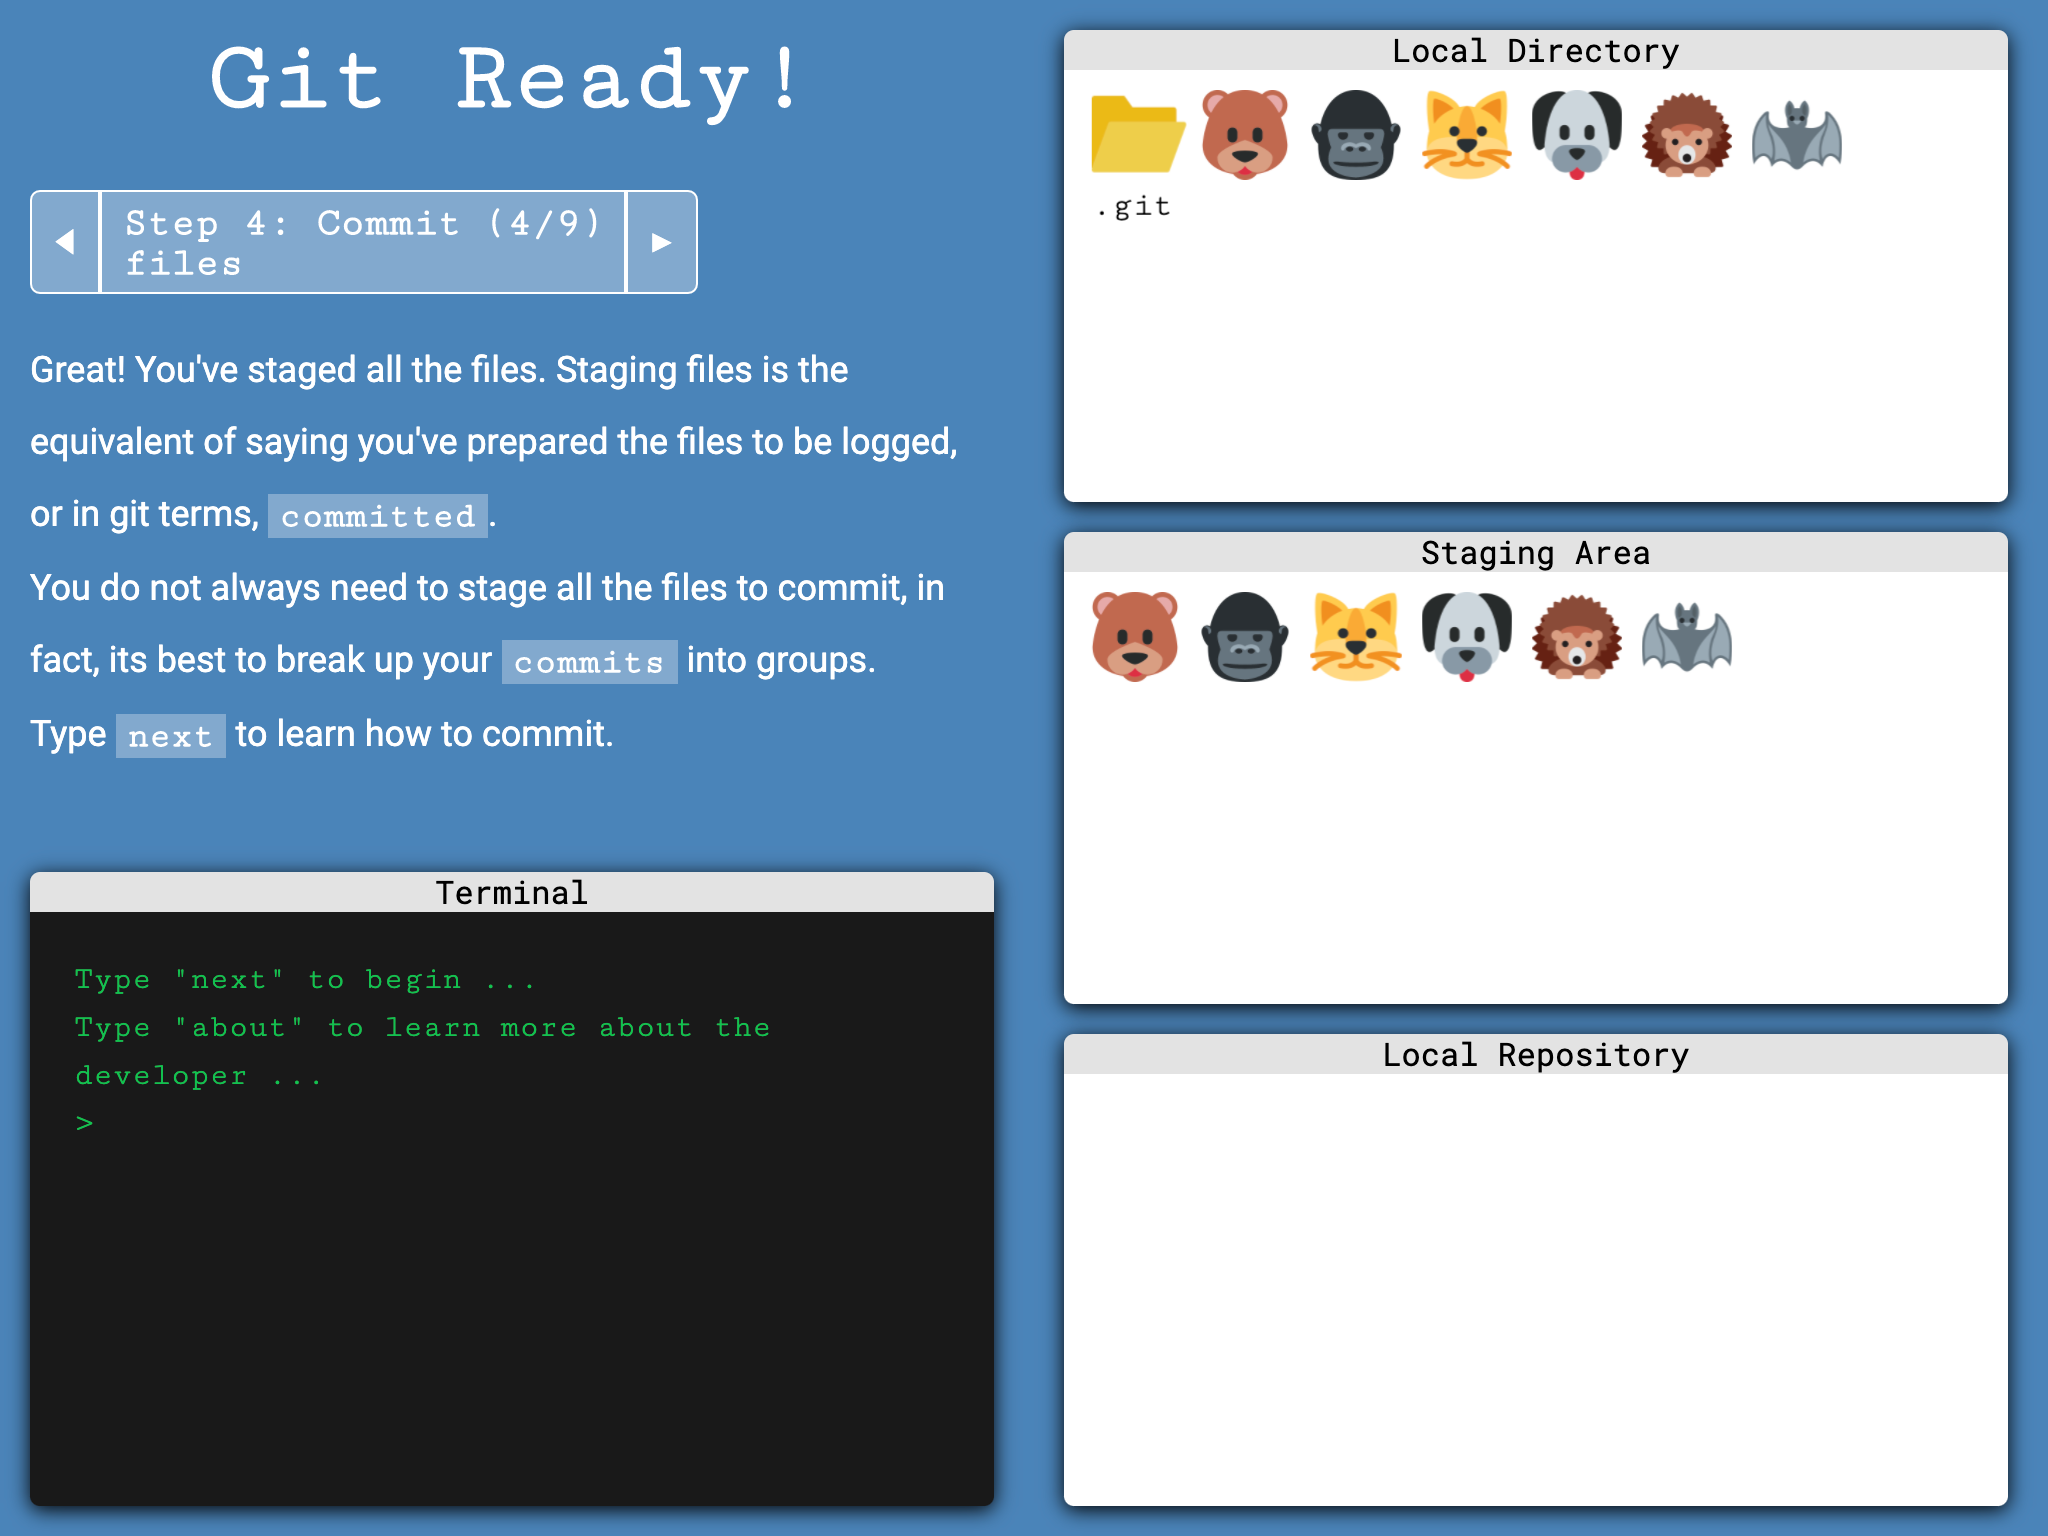 Git Ready!
Step 4: Commit (4/9)
files
Great! You've staged all the files. Staging files is the
equivalent of saying you've prepared the files to be logged,
or in git terms, committed.
You do not always need to stage all the files to commit, in
fact, its best to break up your commits into groups.
Type next to learn how to commit.
Terminal
Type "next" to begin ...
Type "about" to learn more about the
developer ...
>
Local Directory
.git
Staging Area
Local Repository